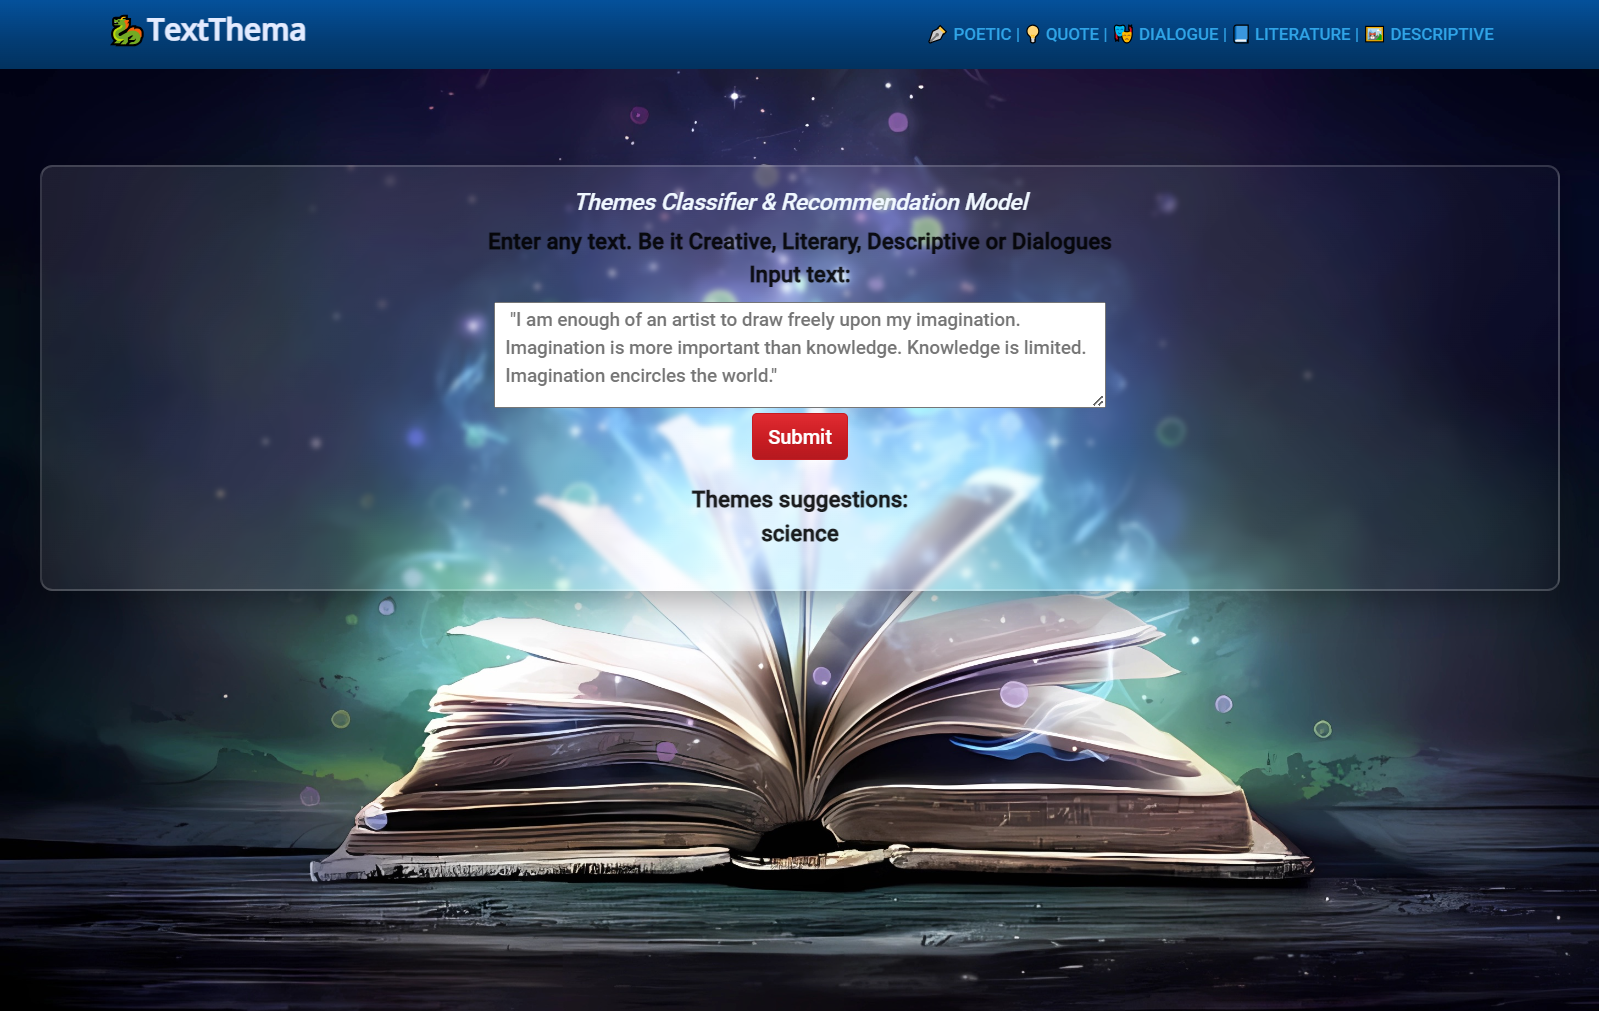 TextThema
POETIC | QUOTE | DIALOGUE | LITERATURE | DESCRIPTIVE
Themes Classifier & Recommendation Model
Enter any text. Be it Creative, Literary, Descriptive or Dialogues
Input text:
"I am enough of an artist to draw freely upon my imagination.
Imagination is more important than knowledge. Knowledge is limited.
Imagination encircles the world."
Submit
Themes suggestions:
science